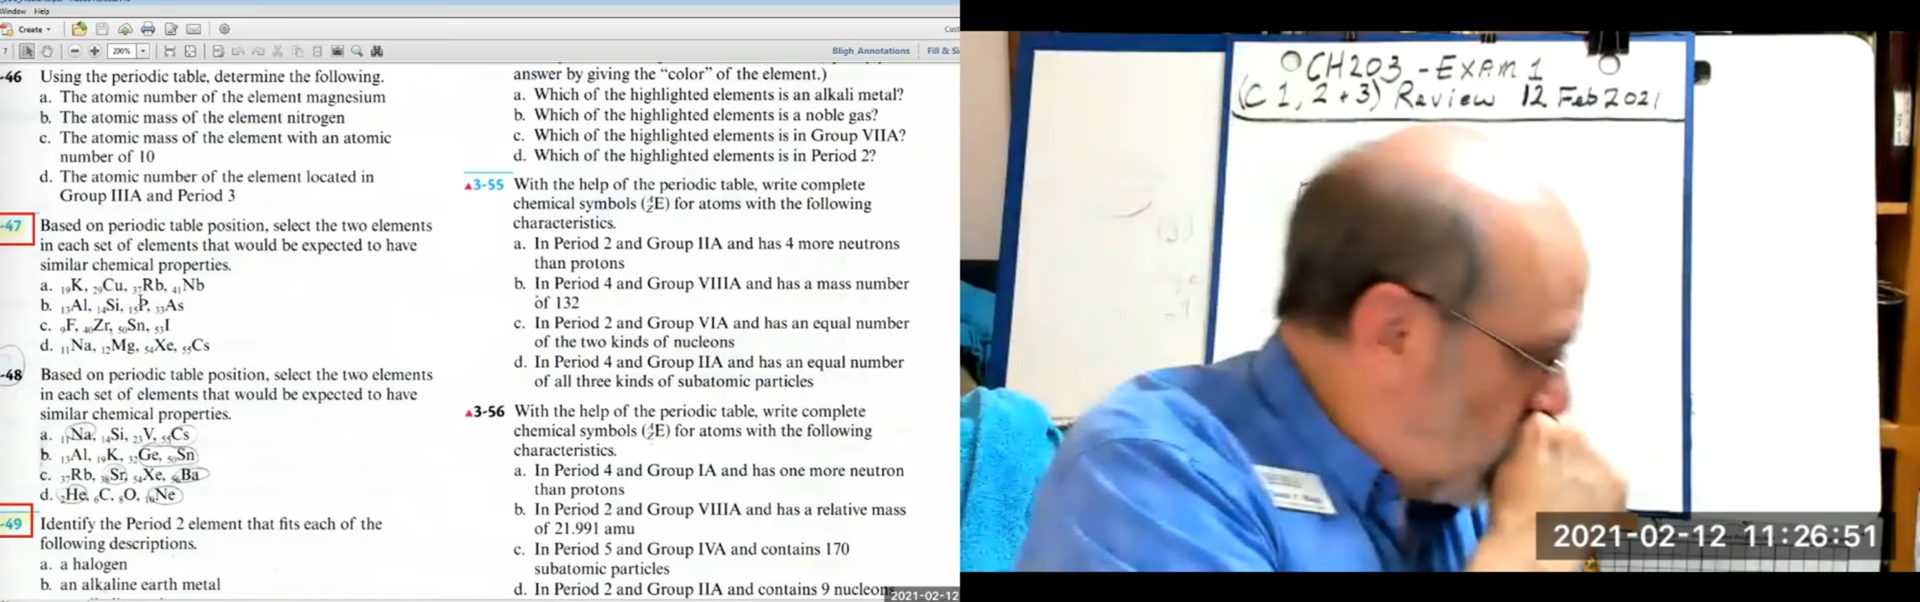 Window Help
Create
200%
Bligh_Annotations
-46 Using the periodic table, determine the following.
a. The atomic number of the element magnesium
b. The atomic mass of the element nitrogen
c. The atomic mass of the element with an atomic
number of 10
d. The atomic number of the element located in
Group IIIA and Period 3
-47 Based on periodic table position, select the two elements
in each set of elements that would be expected to have
similar chemical properties.
a. ₁₉K, ₂₉Cu, ₃₇Rb, ₄₁Nb
b. ₁₃Al, ₁₄Si, ₁₅P, ₃₃As
c. ₉F, ₄₀Zr, ₅₀Sn, ₅₃I
d. ₁₁Na, ₁₂Mg, ₅₄Xe, ₅₅Cs
-48 Based on periodic table position, select the two elements
in each set of elements that would be expected to have
similar chemical properties.
a. ₁₁Na, ₁₄Si, ₂₃V, ₅₅Cs
b. ₁₃Al, ₁₉K, ₃₂Ge, ₅₀Sn
c. ₃₇Rb, ₃₈Sr, ₅₄Xe, ₅₆Ba
d. ₂He, ₆C, ₈O, ₁₀Ne
-49 Identify the Period 2 element that fits each of the
following descriptions.
a. a halogen
b. an alkaline earth metal
answer by giving the “color” of the element.)
a. Which of the highlighted elements is an alkali metal?
b. Which of the highlighted elements is a noble gas?
c. Which of the highlighted elements is in Group VIIA?
d. Which of the highlighted elements is in Period 2?
▲3-55 With the help of the periodic table, write complete
chemical symbols (ᴬ_ZE) for atoms with the following
characteristics.
a. In Period 2 and Group IIA and has 4 more neutrons
than protons
b. In Period 4 and Group VIIIA and has a mass number
of 132
c. In Period 2 and Group VIA and has an equal number
of the two kinds of nucleons
d. In Period 4 and Group IIA and has an equal number
of all three kinds of subatomic particles
▲3-56 With the help of the periodic table, write complete
chemical symbols (ᴬ_ZE) for atoms with the following
characteristics.
a. In Period 4 and Group IA and has one more neutron
than protons
b. In Period 2 and Group VIIIA and has a relative mass
of 21.991 amu
c. In Period 5 and Group IVA and contains 170
subatomic particles
d. In Period 2 and Group IIA and contains 9 nucleons
2021-02-12
CH203 - EXAM 1
(C 1, 2 + 3) Review 12 Feb 2021
2021-02-12 11:26:51